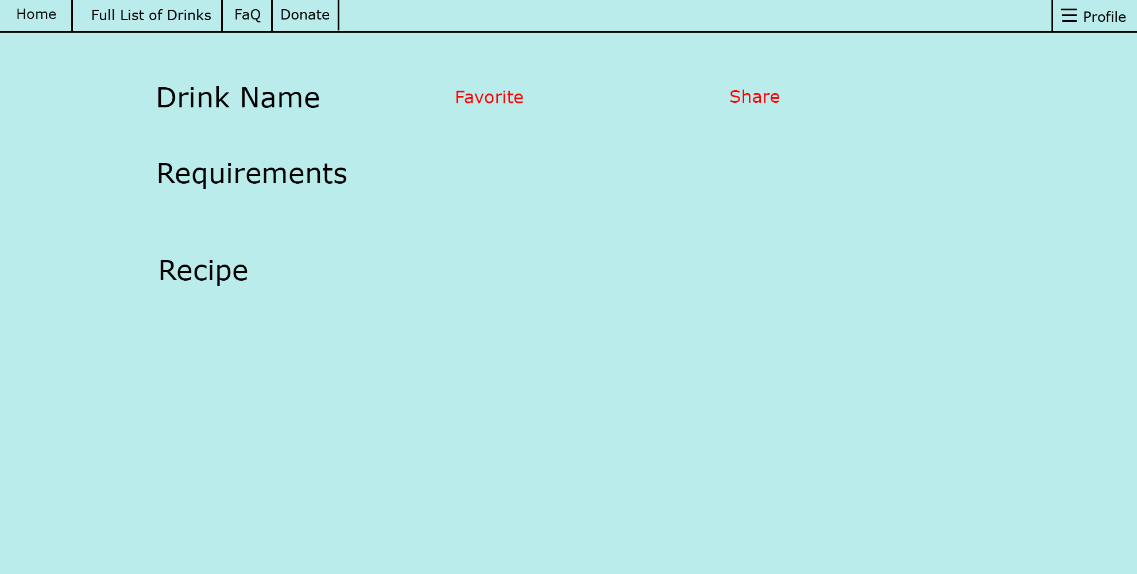 Home Full List of Drinks FaQ Donate ☰ Profile
Drink Name Favorite Share
Requirements
Recipe